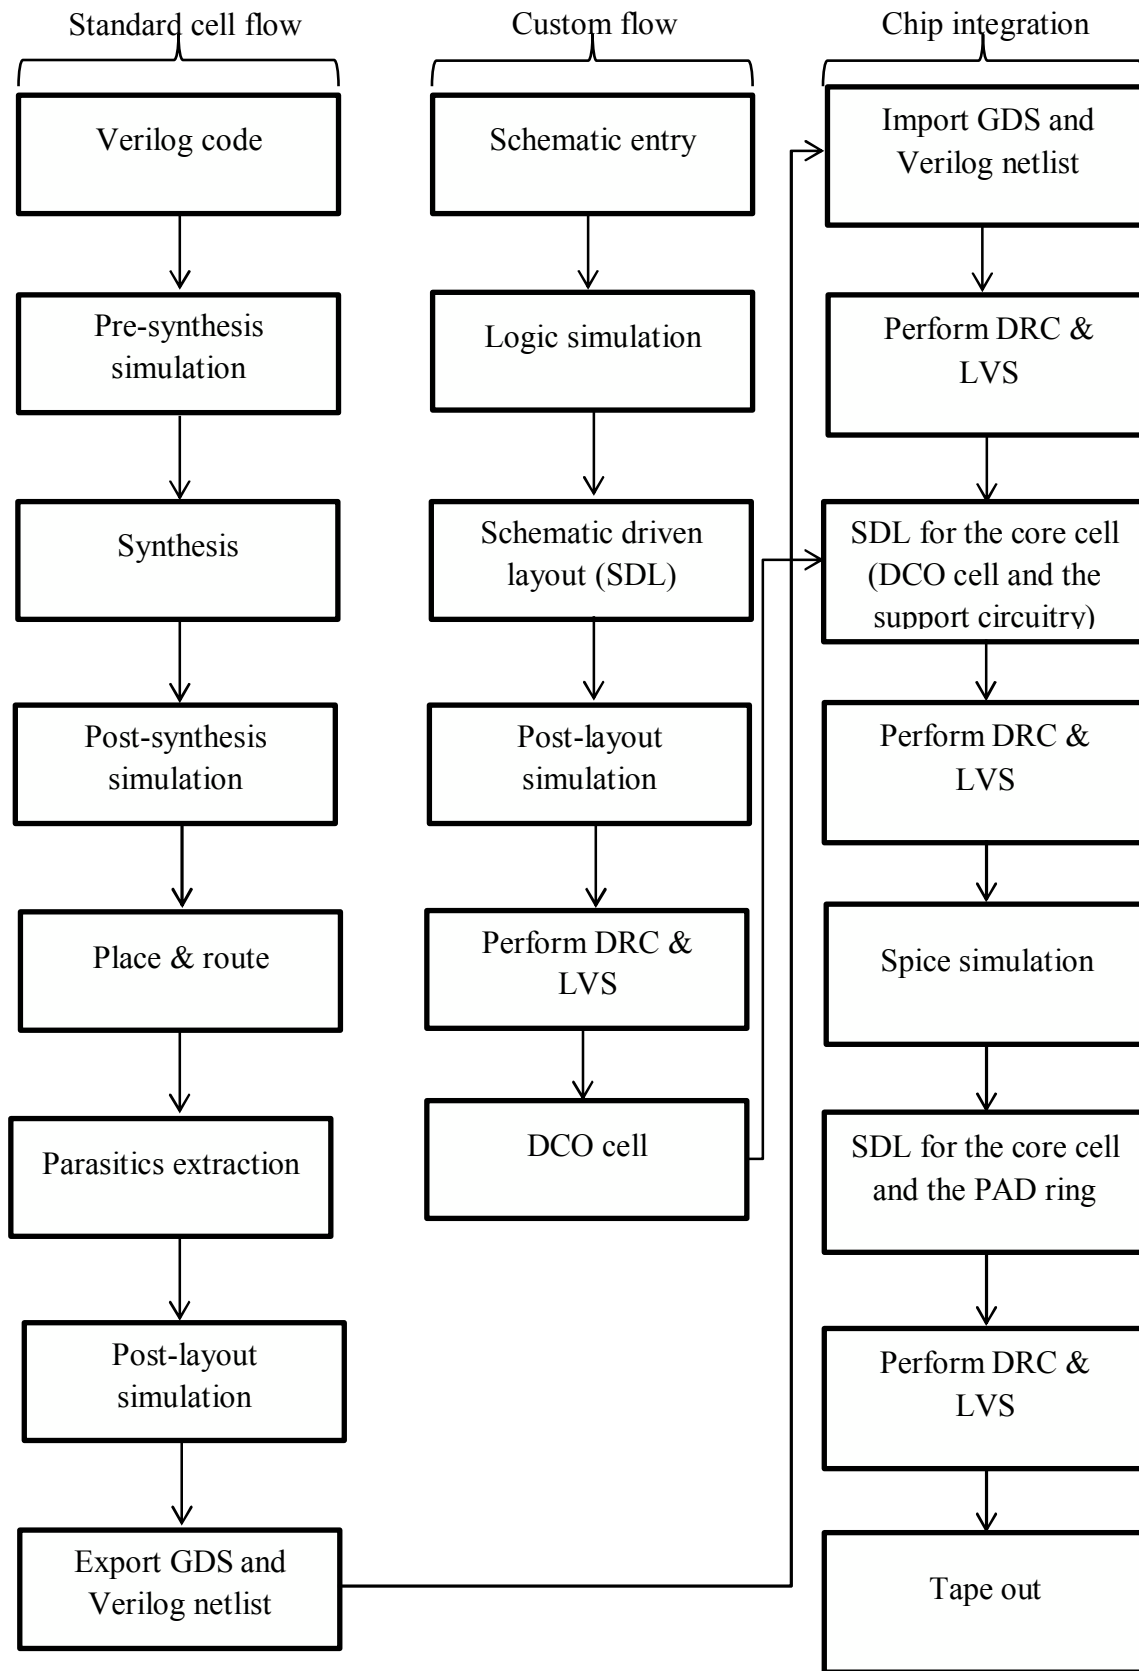 Standard cell flow
Verilog code
Pre-synthesis
simulation
Synthesis
Post-synthesis
simulation
Place & route
Parasitics extraction
Post-layout
simulation
Export GDS and
Verilog netlist
Custom flow
Schematic entry
Logic simulation
Schematic driven
layout (SDL)
Post-layout
simulation
Perform DRC &
LVS
DCO cell
Chip integration
Import GDS and
Verilog netlist
Perform DRC &
LVS
SDL for the core cell
(DCO cell and the
support circuitry)
Perform DRC &
LVS
Spice simulation
SDL for the core cell
and the PAD ring
Perform DRC &
LVS
Tape out